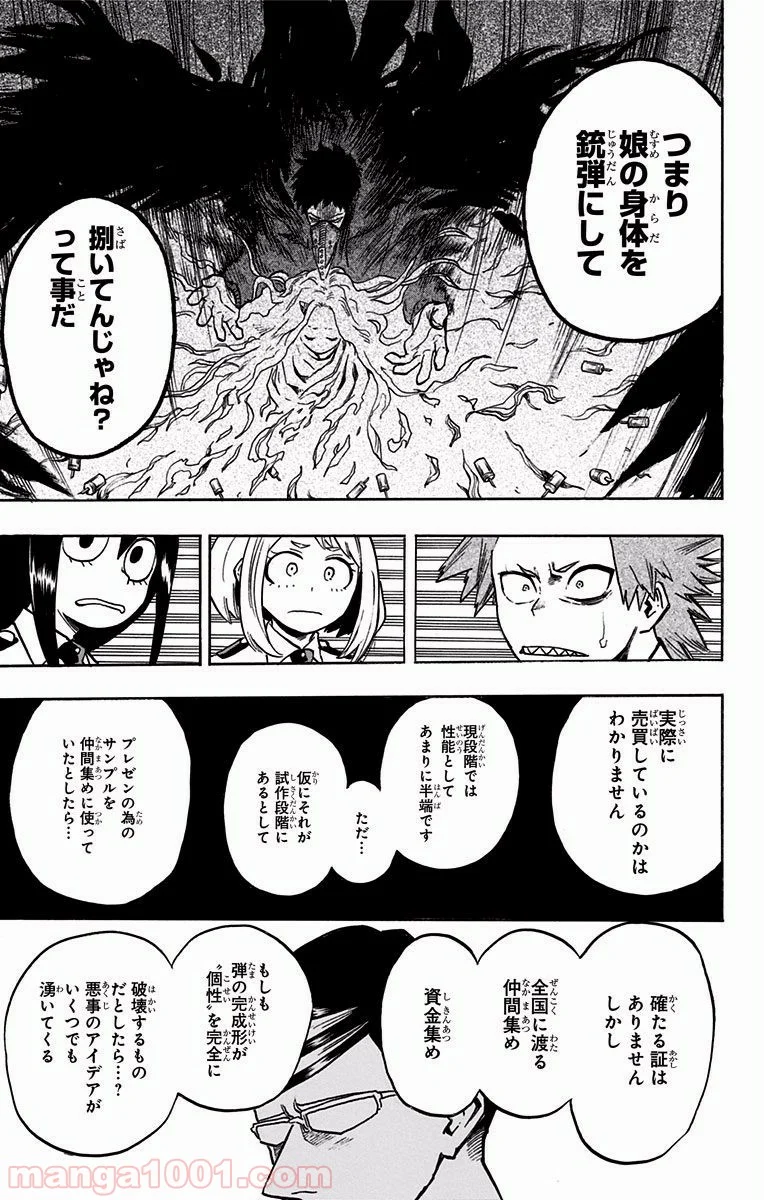 つまり
娘の身体を
銃弾にして
捌いてんじゃね?
って事だ
実際に
売買しているのかは
わかりません
現段階では
性能として
あまりに半端です
ただ…
仮にそれが
試作段階に
あるとして
プレゼンの為の
サンプルを
仲間集めに使って
いたとしたら…
確たる証は
ありません
しかし
全国に渡る
仲間集め
資金集め
もしも
弾の完成形が
〝個性〟を完全に
破壊するもの
だとしたら…?
悪事のアイデアが
いくつでも
湧いてくる
manga1001.com